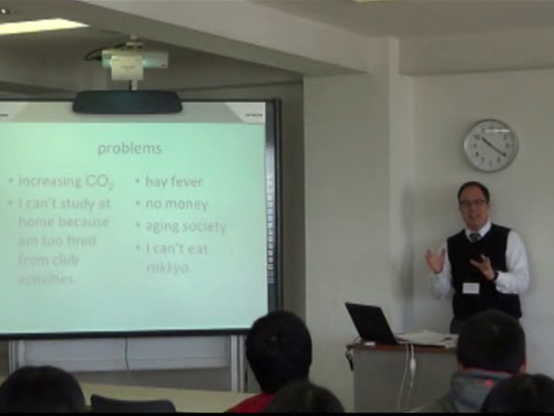 problems
• increasing CO₂
• I can't study at
home because
am too tired
from club
activities.
• hay fever
• no money
• aging society
• I can't eat
rakkyo.